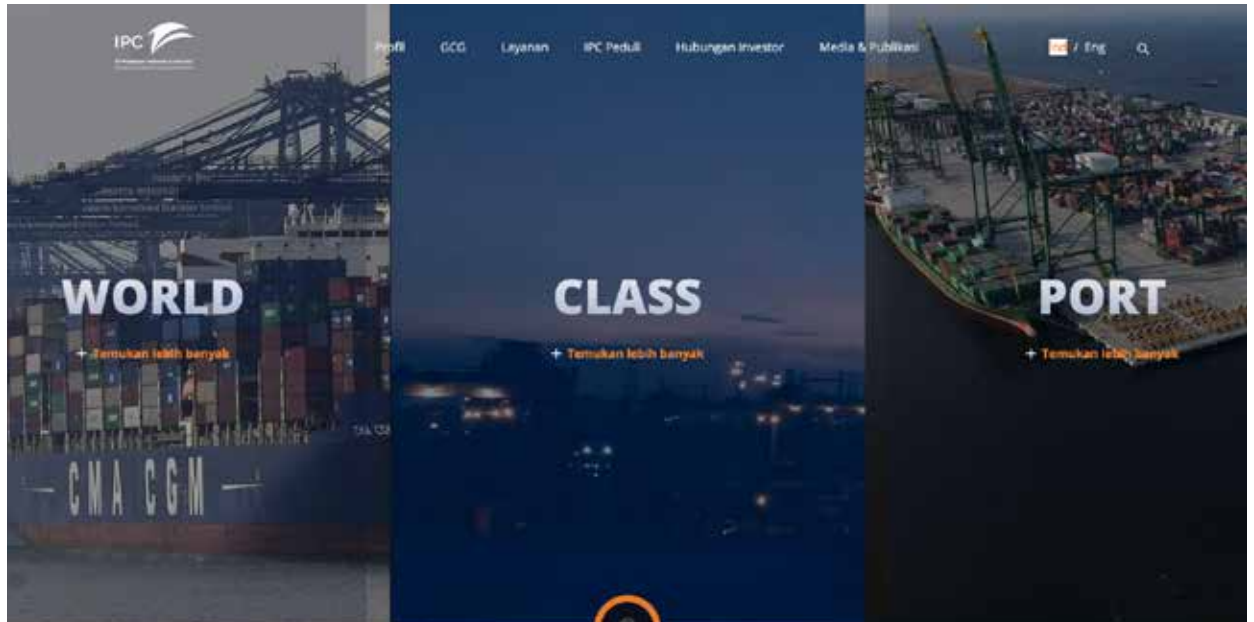 IPC
Profil GCG Layanan IPC Peduli Hubungan Investor Media & Publikasi Ind / Eng
WORLD CLASS PORT
+ Temukan lebih banyak + Temukan lebih banyak + Temukan lebih banyak
CMA CGM